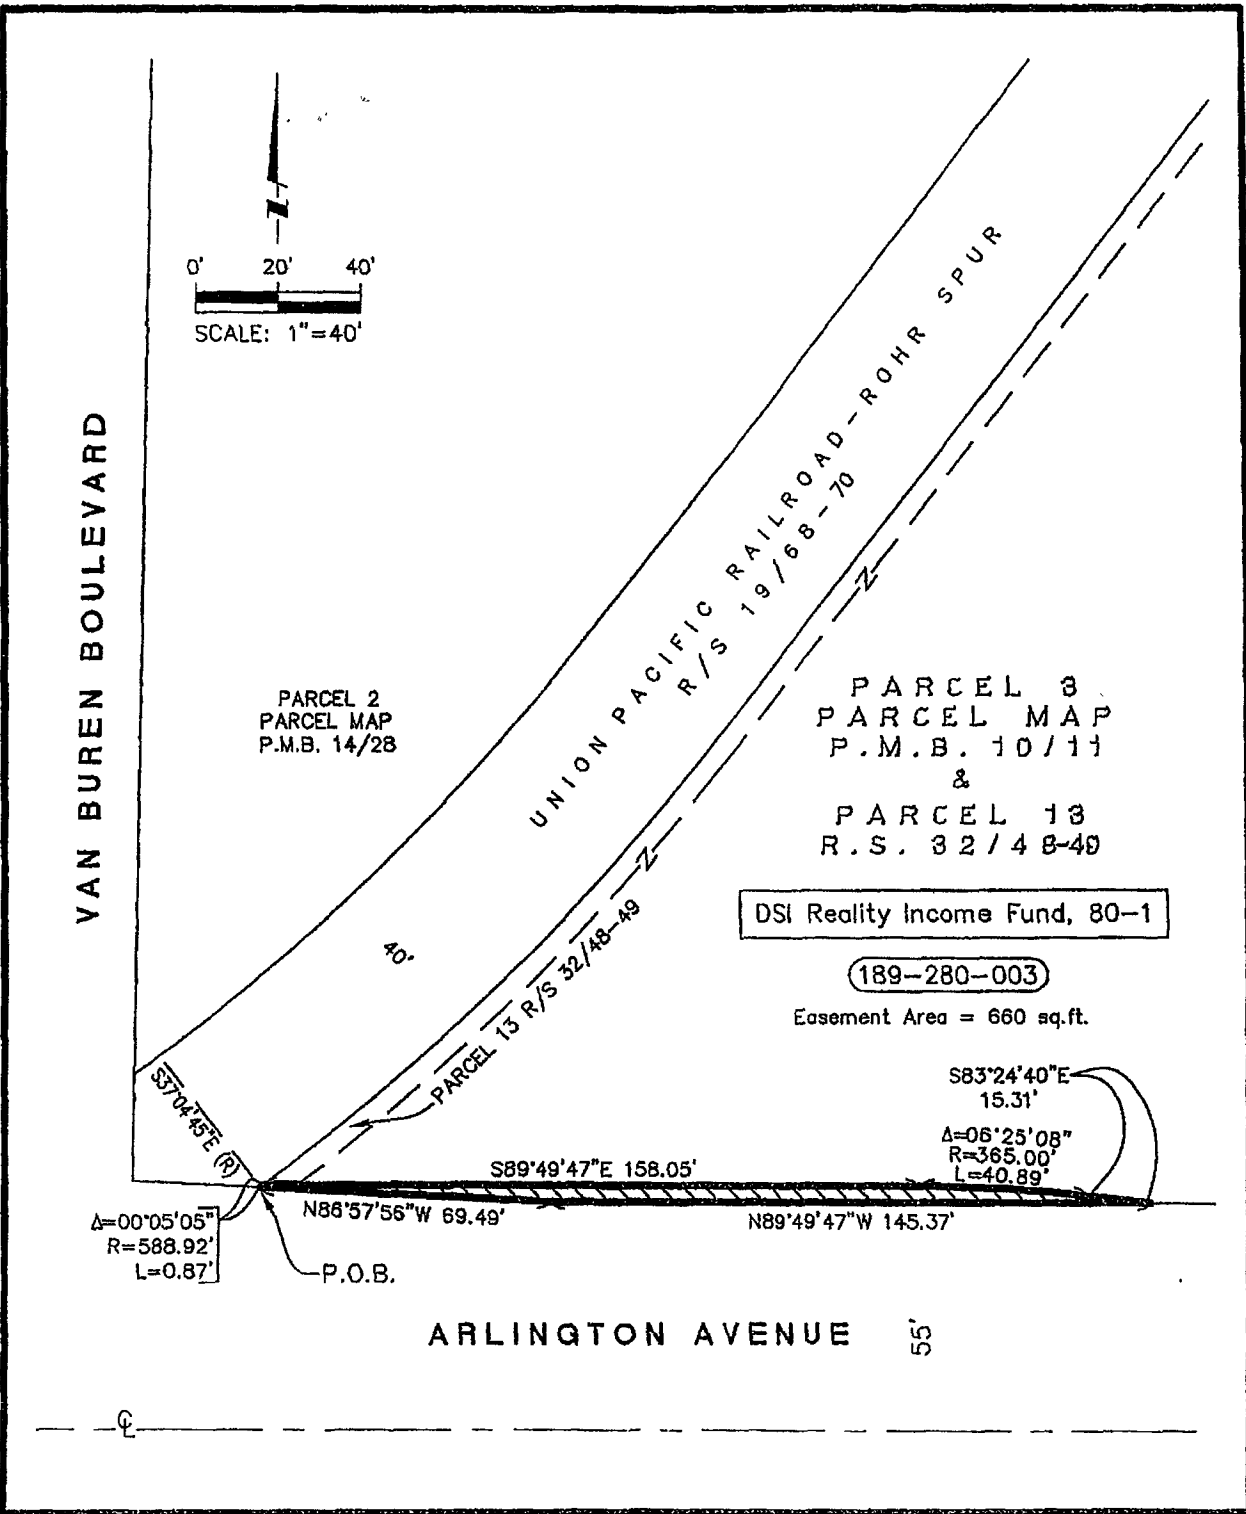 0' 20' 40'
SCALE: 1"=40'
VAN BUREN BOULEVARD
UNION PACIFIC RAILROAD-ROHR SPUR
R/S 19/68-70
PARCEL 2
PARCEL MAP
P.M.B. 14/28
PARCEL 3
PARCEL MAP
P.M.B. 10/11
&
PARCEL 13
R.S. 32/48-49
DSI Reality Income Fund, 80-1
189-280-003
Easement Area = 660 sq.ft.
40'
PARCEL 13 R/S 32/48-49
S37°04'45"E (R)
S83°24'40"E
15.31'
Δ=06°25'08"
R=365.00'
L=40.89'
S89°49'47"E 158.05'
N86°57'56"W 69.49'
N89°49'47"W 145.37'
Δ=00°05'05"
R=588.92'
L=0.87'
P.O.B.
ARLINGTON AVENUE
55'
℄